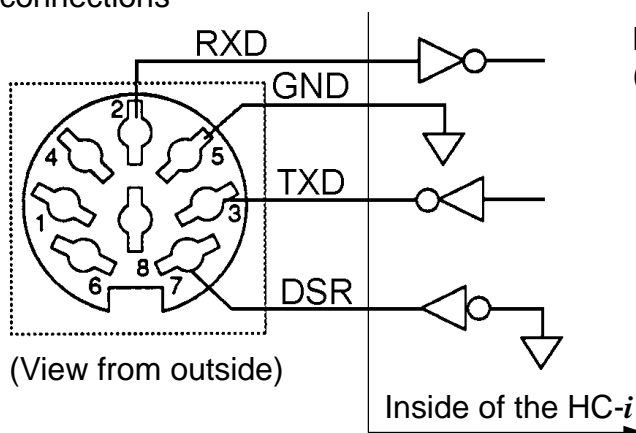 connections
RXD
GND
2
4
5
TXD
1
3
8
6
7
DSR
(View from outside)
Inside of the HC-i